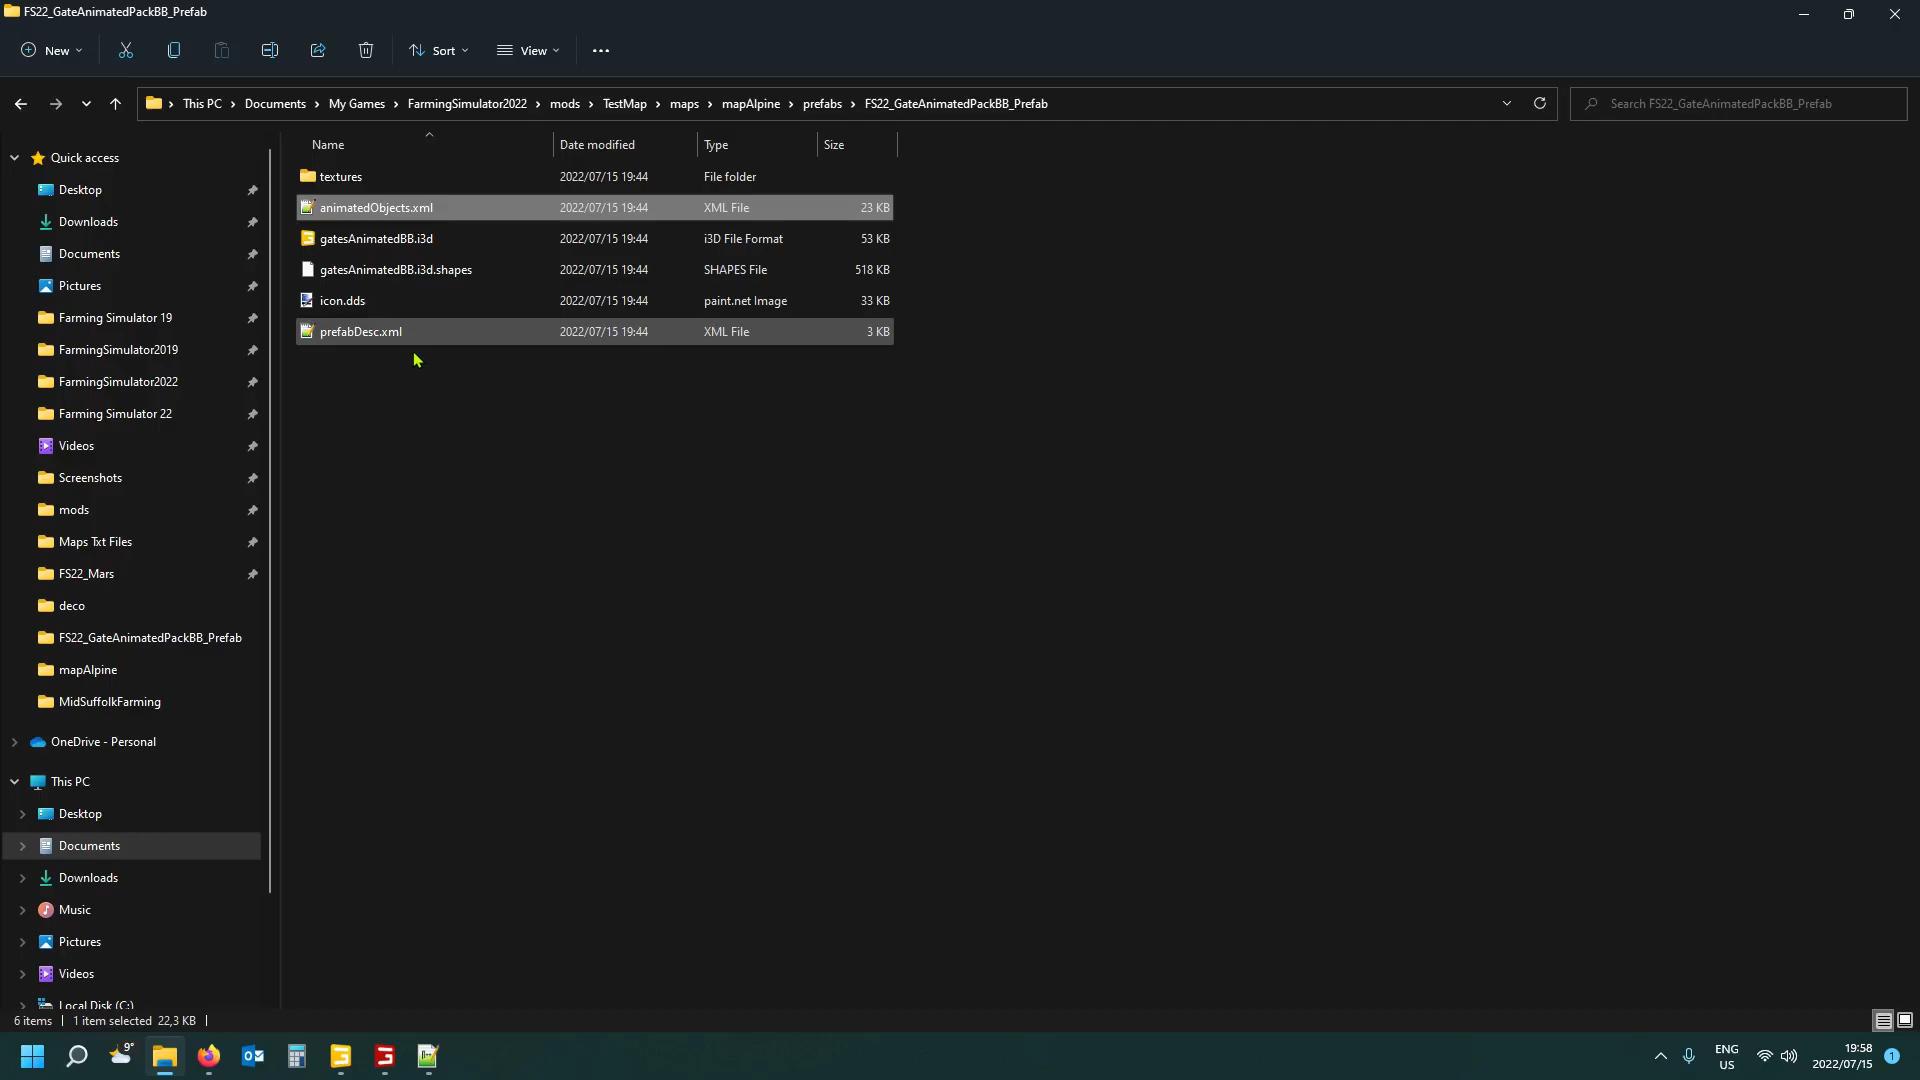 FS22_GateAnimatedPackBB_Prefab
New
Sort
View
This PC › Documents › My Games › FarmingSimulator2022 › mods › TestMap › maps › mapAlpine › prefabs › FS22_GateAnimatedPackBB_Prefab
Search FS22_GateAnimatedPackBB_Prefab
Name Date modified Type Size
textures 2022/07/15 19:44 File folder
animatedObjects.xml 2022/07/15 19:44 XML File 23 KB
gatesAnimatedBB.i3d 2022/07/15 19:44 i3D File Format 53 KB
gatesAnimatedBB.i3d.shapes 2022/07/15 19:44 SHAPES File 518 KB
icon.dds 2022/07/15 19:44 paint.net Image 33 KB
prefabDesc.xml 2022/07/15 19:44 XML File 3 KB
Quick access
Desktop
Downloads
Documents
Pictures
Farming Simulator 19
FarmingSimulator2019
FarmingSimulator2022
Farming Simulator 22
Videos
Screenshots
mods
Maps Txt Files
FS22_Mars
deco
FS22_GateAnimatedPackBB_Prefab
mapAlpine
MidSuffolkFarming
OneDrive - Personal
This PC
Desktop
Documents
Downloads
Music
Pictures
Videos
Local Disk (C:)
6 items
1 item selected 22,3 KB
9°
ENG
US
19:58
2022/07/15
1